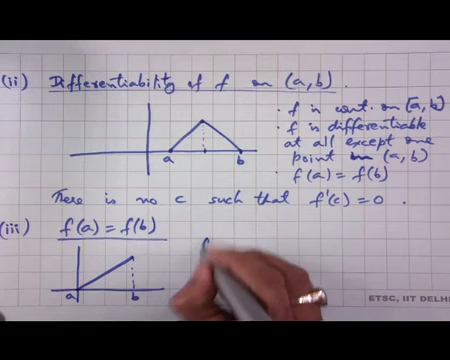 (ii) Differentiability of f on (a,b).
· f is cont. on [a,b]
· f is differentiable
at all except one
point in (a,b)
· f(a) = f(b)
a b
There is no c such that f'(c) = 0.
(iii) f(a) = f(b)
a b
ETSC, IIT DELHI